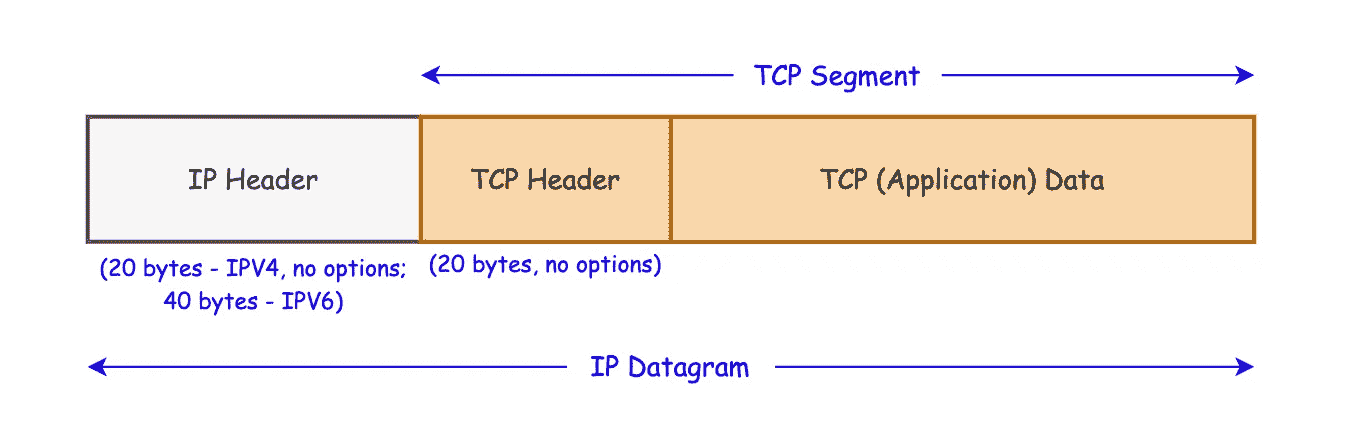 TCP Segment
IP Header
TCP Header
TCP (Application) Data
(20 bytes - IPV4, no options;
40 bytes - IPV6)
(20 bytes, no options)
IP Datagram